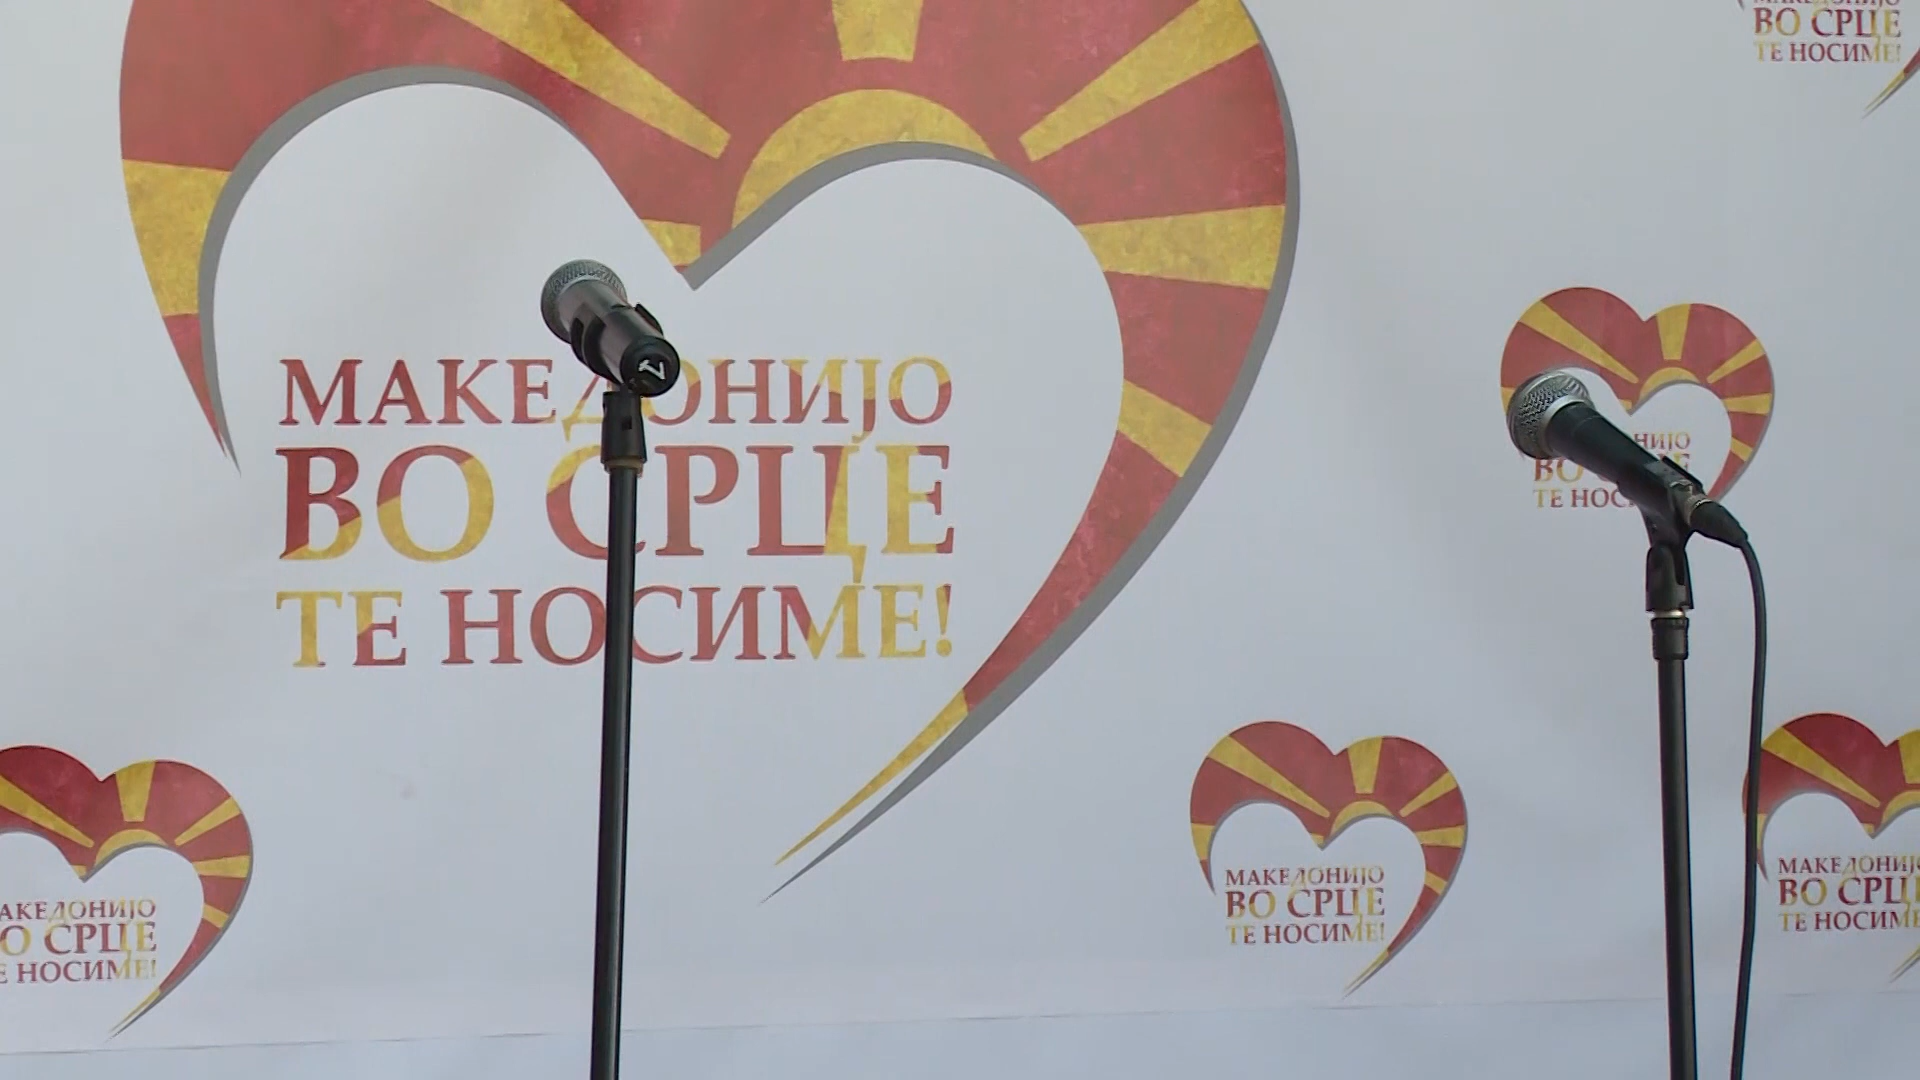 МАКЕДОНИЈО
ВО СРЦЕ
ТЕ НОСИМЕ!
МАКЕДОНИЈО
ВО СРЦЕ
ТЕ НОСИМЕ!
ВО
ТЕ
СРЦЕ
ТЕ НОСИМЕ!
МАКЕДОНИЈО
ВО СРЦЕ
ТЕ НОСИМЕ!
МАКЕДОНИЈО
ВО СРЦЕ
ТЕ НОСИМЕ